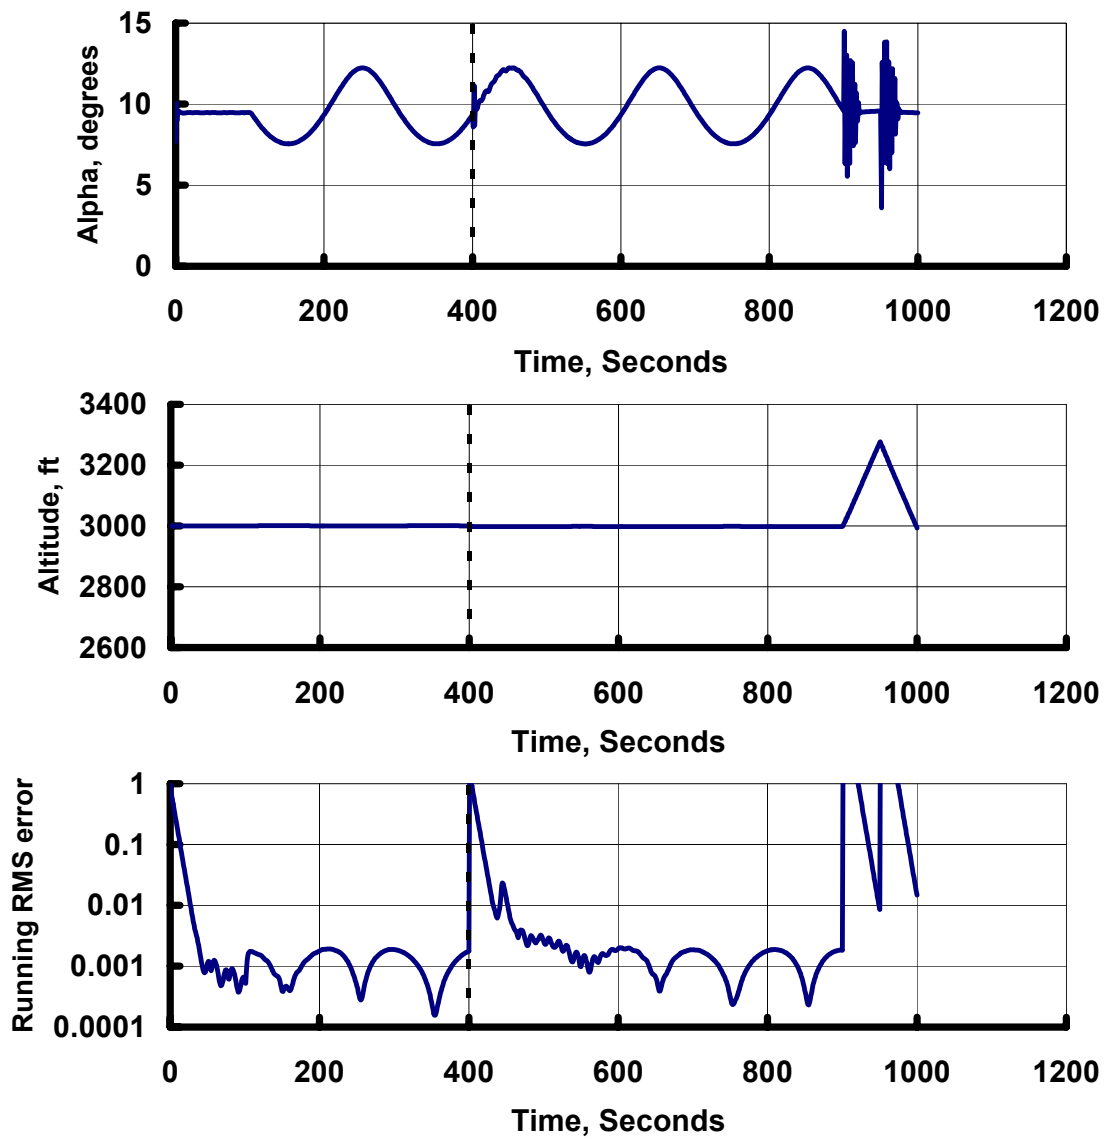 15
10
5
0
Alpha, degrees
0 200 400 600 800 1000 1200
Time, Seconds
3400
3200
3000
2800
2600
Altitude, ft
0 200 400 600 800 1000 1200
Time, Seconds
1
0.1
0.01
0.001
0.0001
Running RMS error
0 200 400 600 800 1000 1200
Time, Seconds